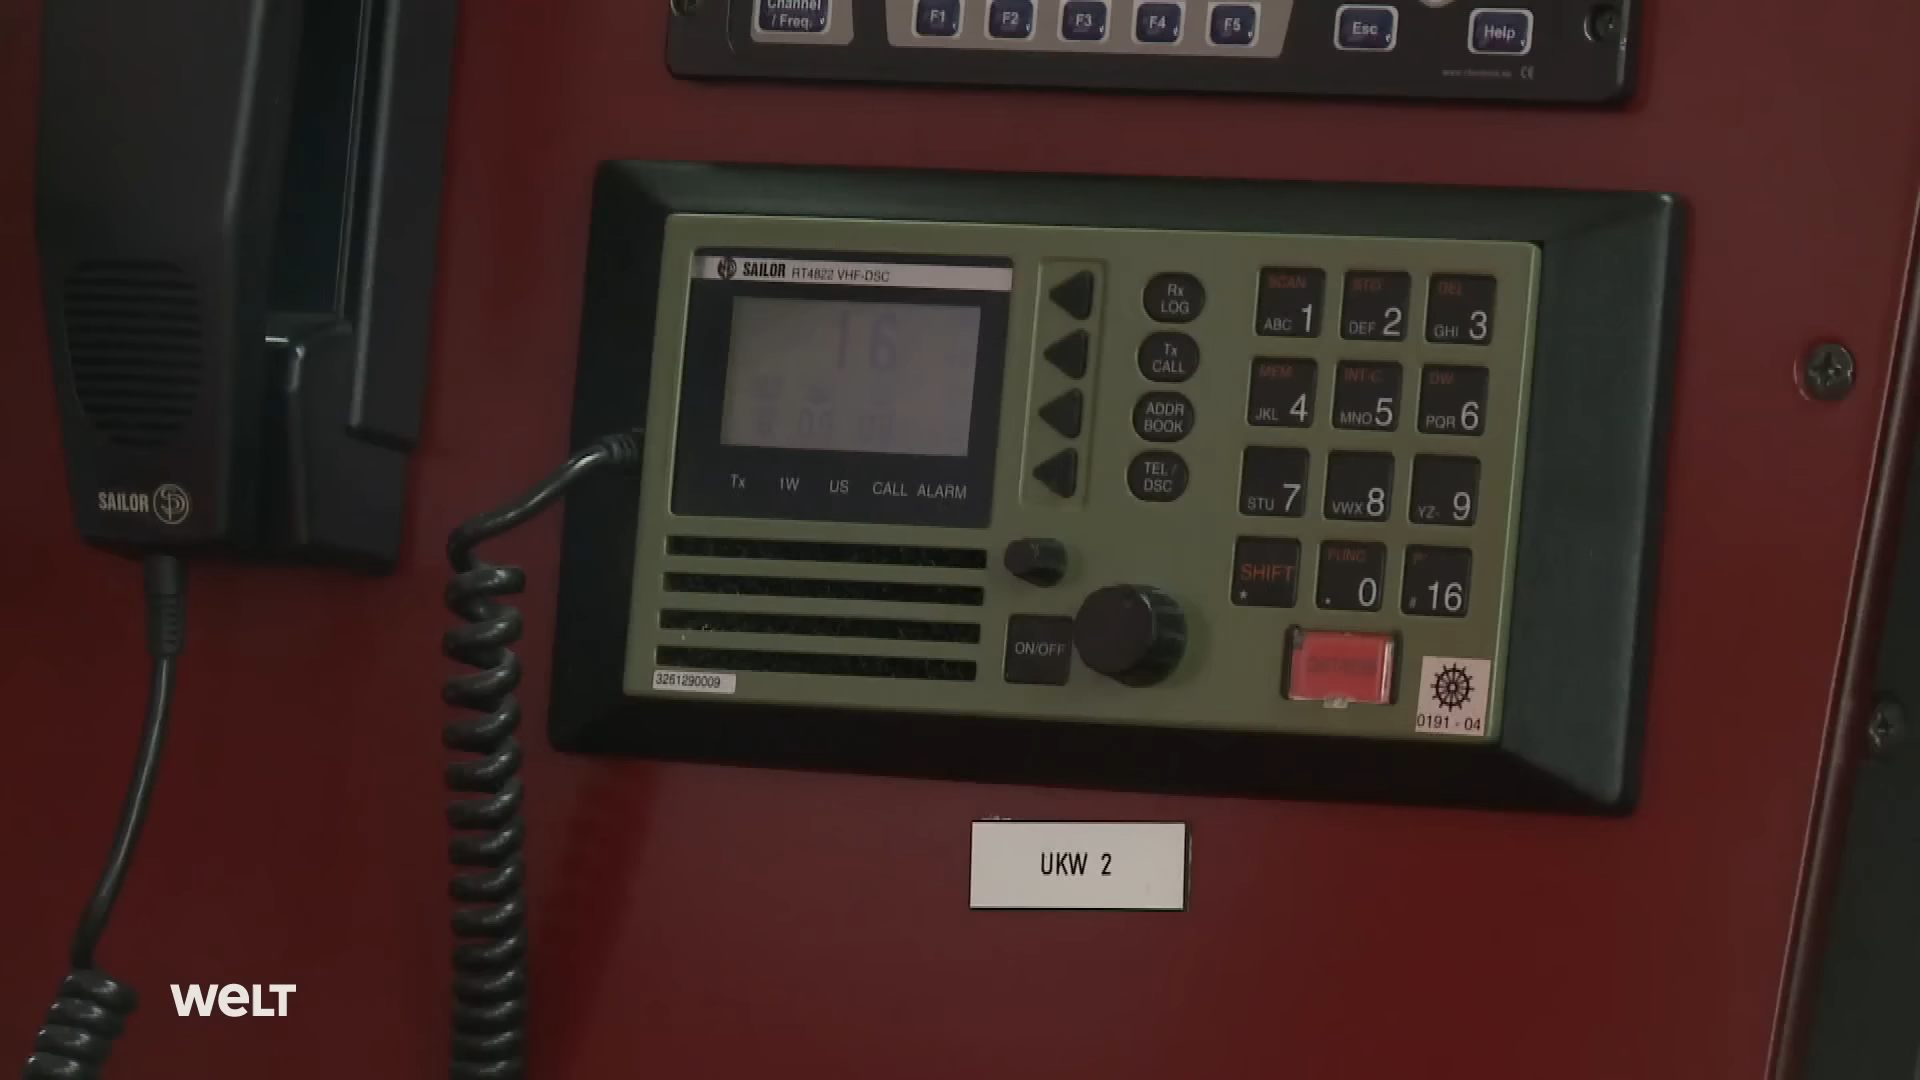 Channel
/ Freq.
F1
F2
F3
F4
F5
Esc
Help
SAILOR RT4822 VHF-DSC
16
Tx 1W US CALL ALARM
Rx
LOG
Tx
CALL
ADDR
BOOK
TEL /
DSC
SCAN
ABC 1
STO
DEF 2
DEL
GHI 3
MEM
JKL 4
INT-C
MNO 5
DW
PQR 6
STU 7
VWX 8
YZ- 9
SHIFT
*
FUNC
0
P
# 16
ON/OFF
3261290009
0191 - 04
SAILOR
UKW 2
WELT